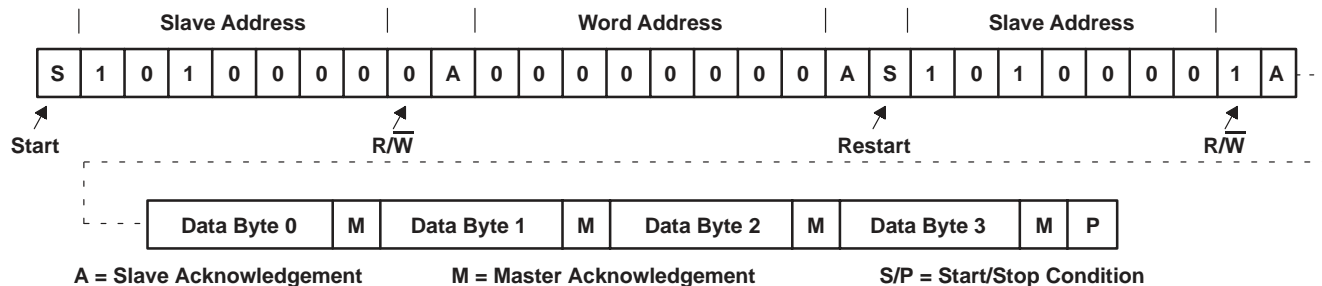 Slave Address Word Address Slave Address
S 1 0 1 0 0 0 0 0 A 0 0 0 0 0 0 0 0 A S 1 0 1 0 0 0 0 1 A
Start R/W̅ Restart R/W̅
Data Byte 0 M Data Byte 1 M Data Byte 2 M Data Byte 3 M P
A = Slave Acknowledgement M = Master Acknowledgement S/P = Start/Stop Condition